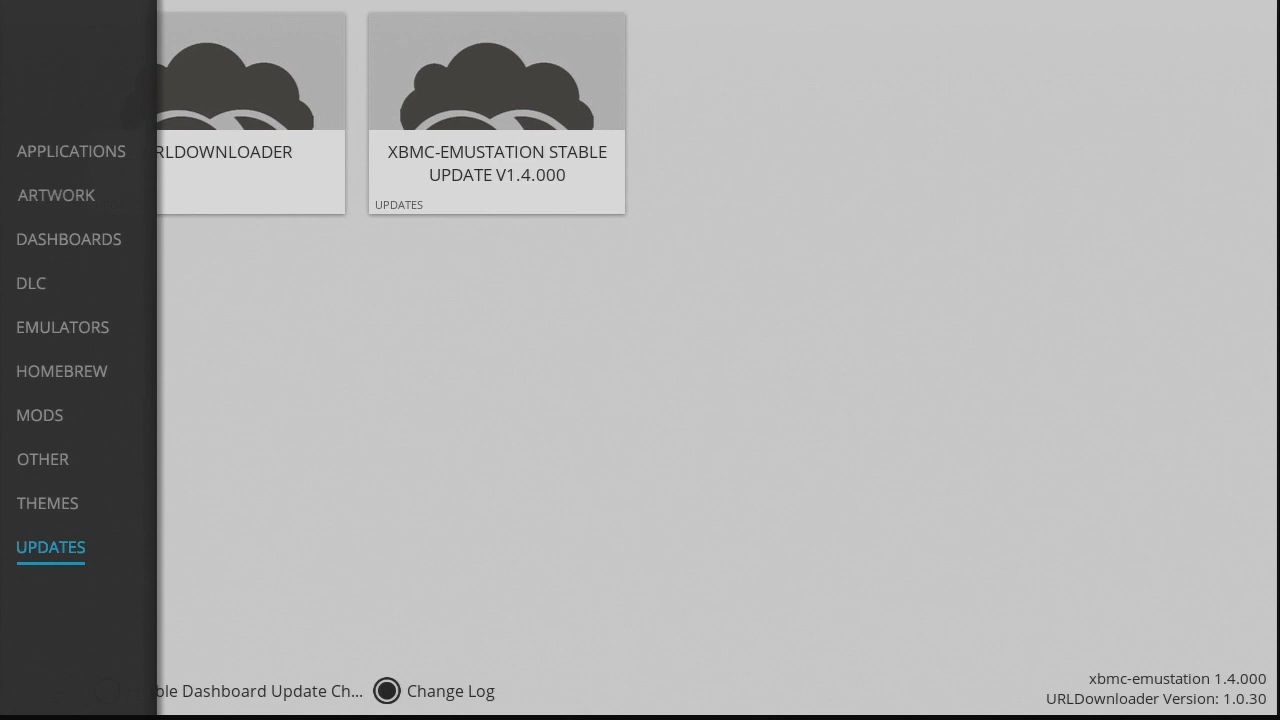 APPLICATIONS
ARTWORK
DASHBOARDS
DLC
EMULATORS
HOMEBREW
MODS
OTHER
THEMES
UPDATES
RLDOWNLOADER
XBMC-EMUSTATION STABLE
UPDATE V1.4.000
UPDATES
ble Dashboard Update Ch...
Change Log
xbmc-emustation 1.4.000
URLDownloader Version: 1.0.30